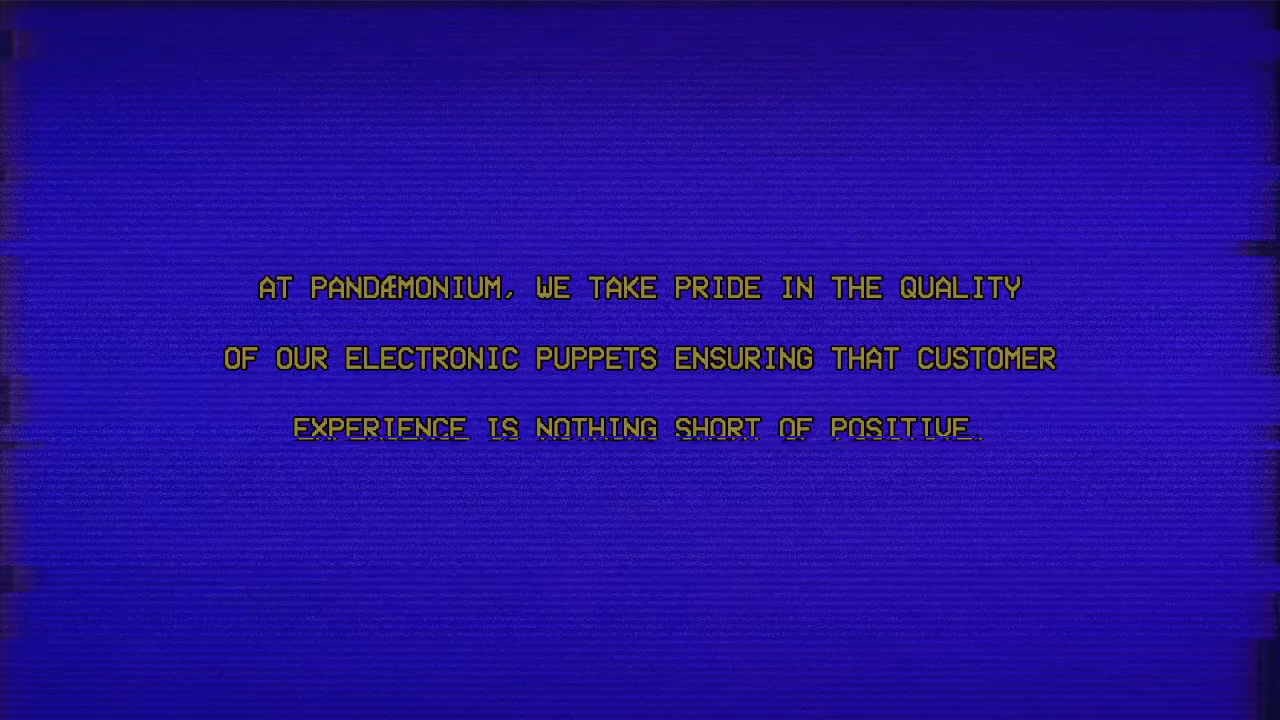 AT PANDÆMONIUM, WE TAKE PRIDE IN THE QUALITY
OF OUR ELECTRONIC PUPPETS ENSURING THAT CUSTOMER
EXPERIENCE IS NOTHING SHORT OF POSITIVE.